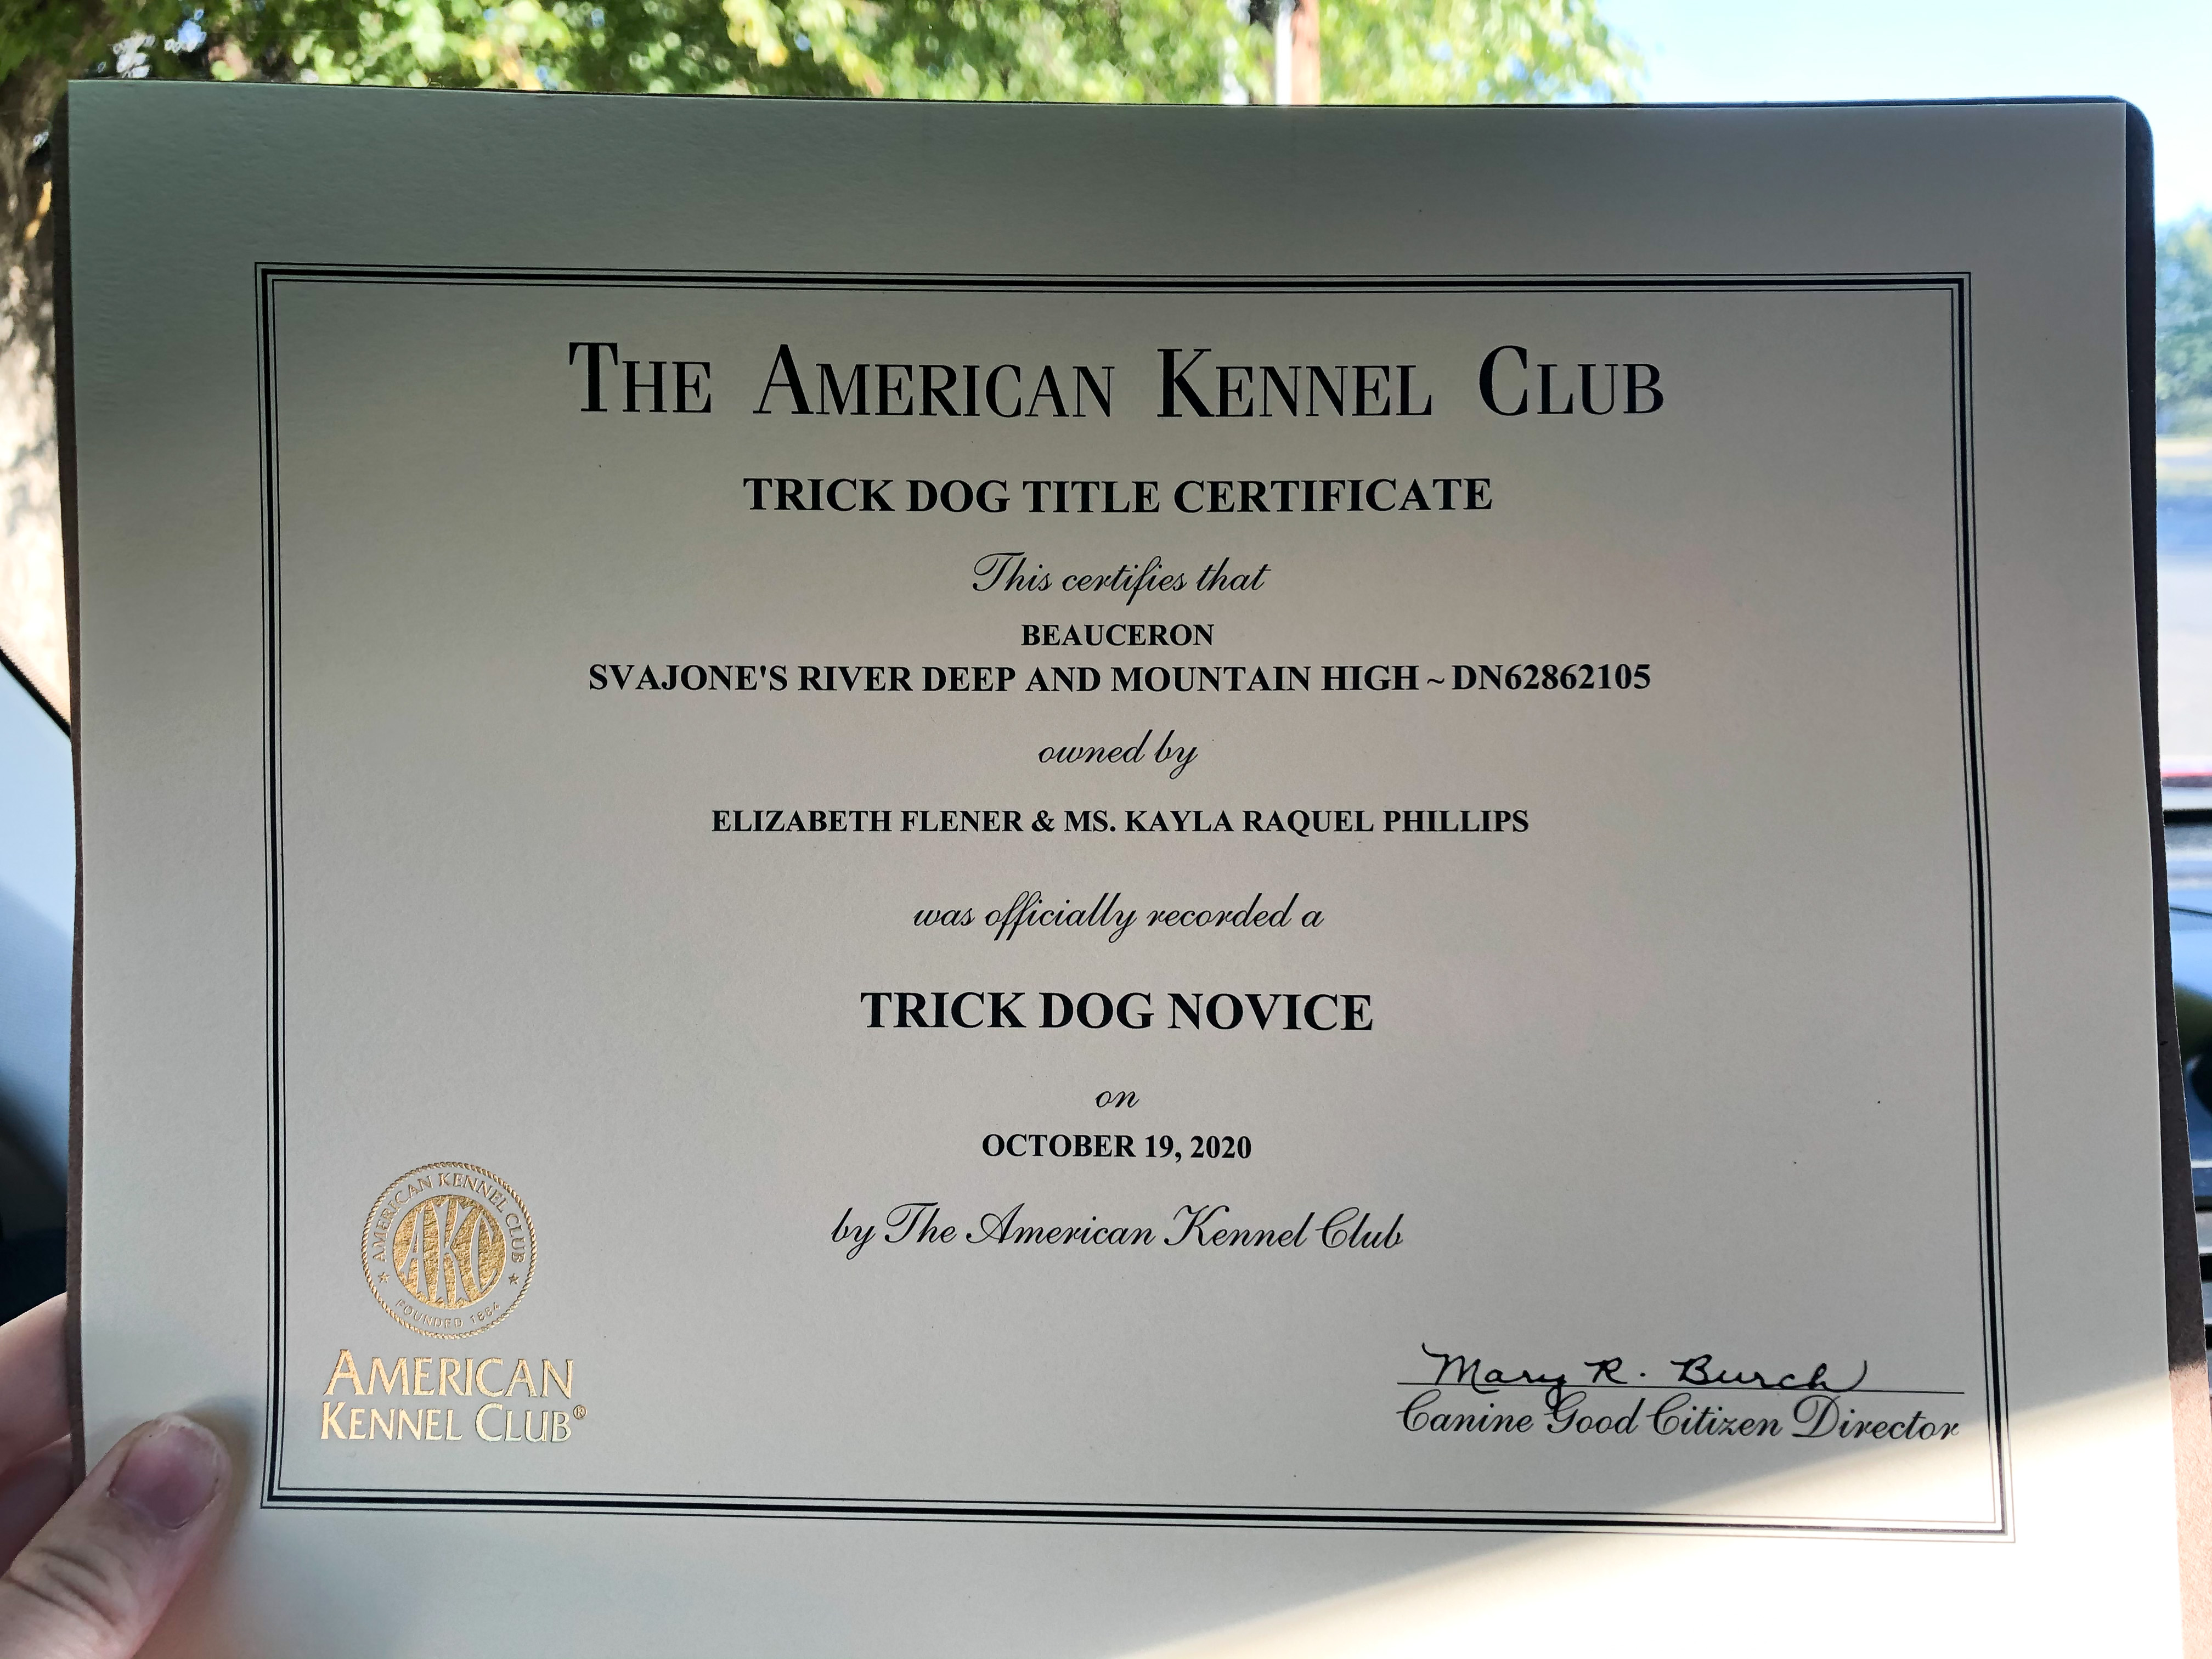 THE AMERICAN KENNEL CLUB
TRICK DOG TITLE CERTIFICATE
This certifies that
BEAUCERON
SVAJONE'S RIVER DEEP AND MOUNTAIN HIGH ~ DN62862105
owned by
ELIZABETH FLENER & MS. KAYLA RAQUEL PHILLIPS
was officially recorded a
TRICK DOG NOVICE
on
OCTOBER 19, 2020
by The American Kennel Club
AMERICAN KENNEL CLUB
AKC
FOUNDED 1884
AMERICAN
KENNEL CLUB®
Mary R. Burch
Canine Good Citizen Director